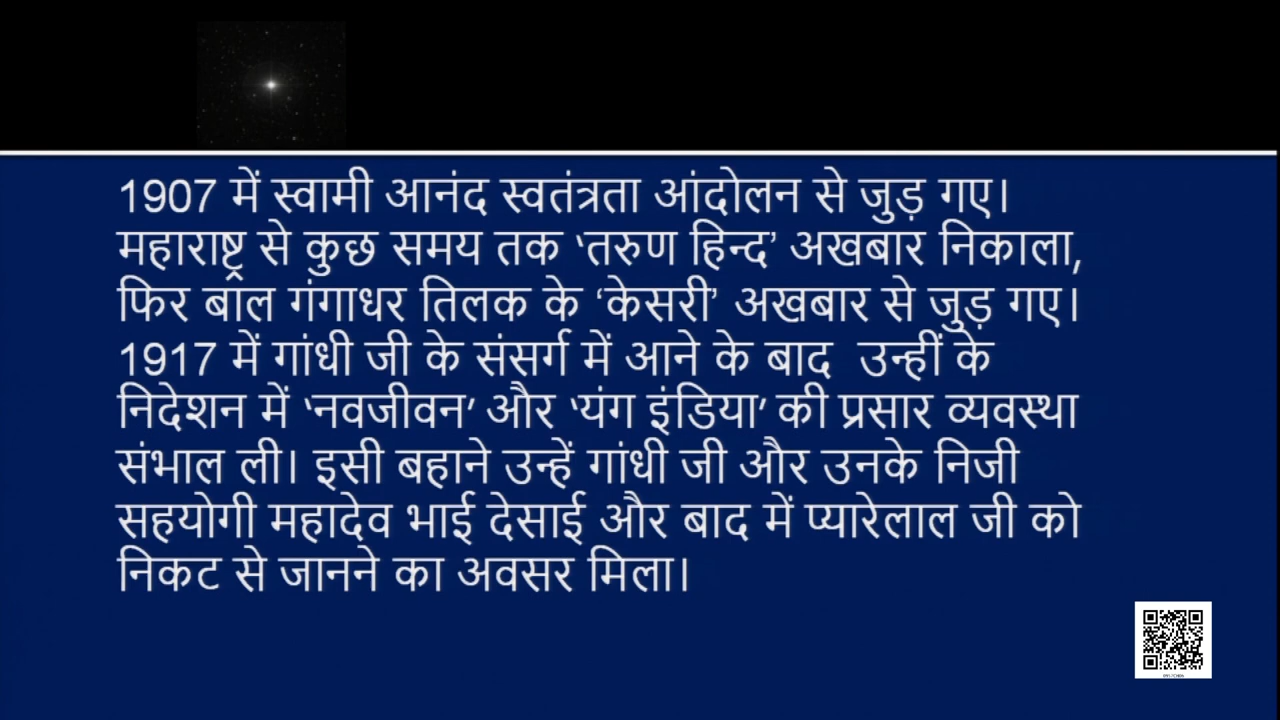 1907 में स्वामी आनंद स्वतंत्रता आंदोलन से जुड़ गए।
महाराष्ट्र से कुछ समय तक ‘तरुण हिन्द’ अखबार निकाला,
फिर बाल गंगाधर तिलक के ‘केसरी’ अखबार से जुड़ गए।
1917 में गांधी जी के संसर्ग में आने के बाद  उन्हीं के
निदेशन में ‘नवजीवन’ और ‘यंग इंडिया’ की प्रसार व्यवस्था
संभाल ली। इसी बहाने उन्हें गांधी जी और उनके निजी
सहयोगी महादेव भाई देसाई और बाद में प्यारेलाल जी को
निकट से जानने का अवसर मिला।